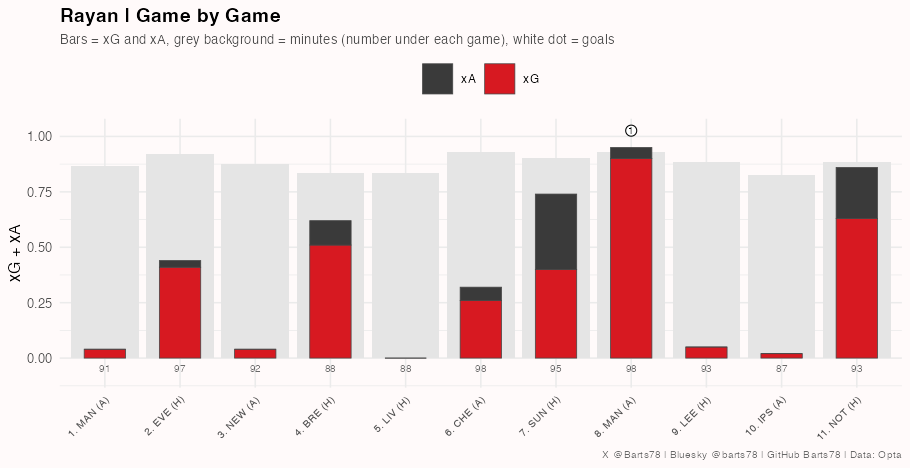 Rayan | Game by Game
Bars = xG and xA, grey background = minutes (number under each game), white dot = goals
xA xG
1
1.00
0.75
0.50
0.25
0.00
xG + xA
91 97 92 88 88 98 95 98 93 87 93
1. MAN (A) 2. EVE (H) 3. NEW (A) 4. BRE (H) 5. LIV (H) 6. CHE (A) 7. SUN (H) 8. MAN (A) 9. LEE (H) 10. IPS (A) 11. NOT (H)
X @Barts78 | Bluesky @barts78 | GitHub Barts78 | Data: Opta